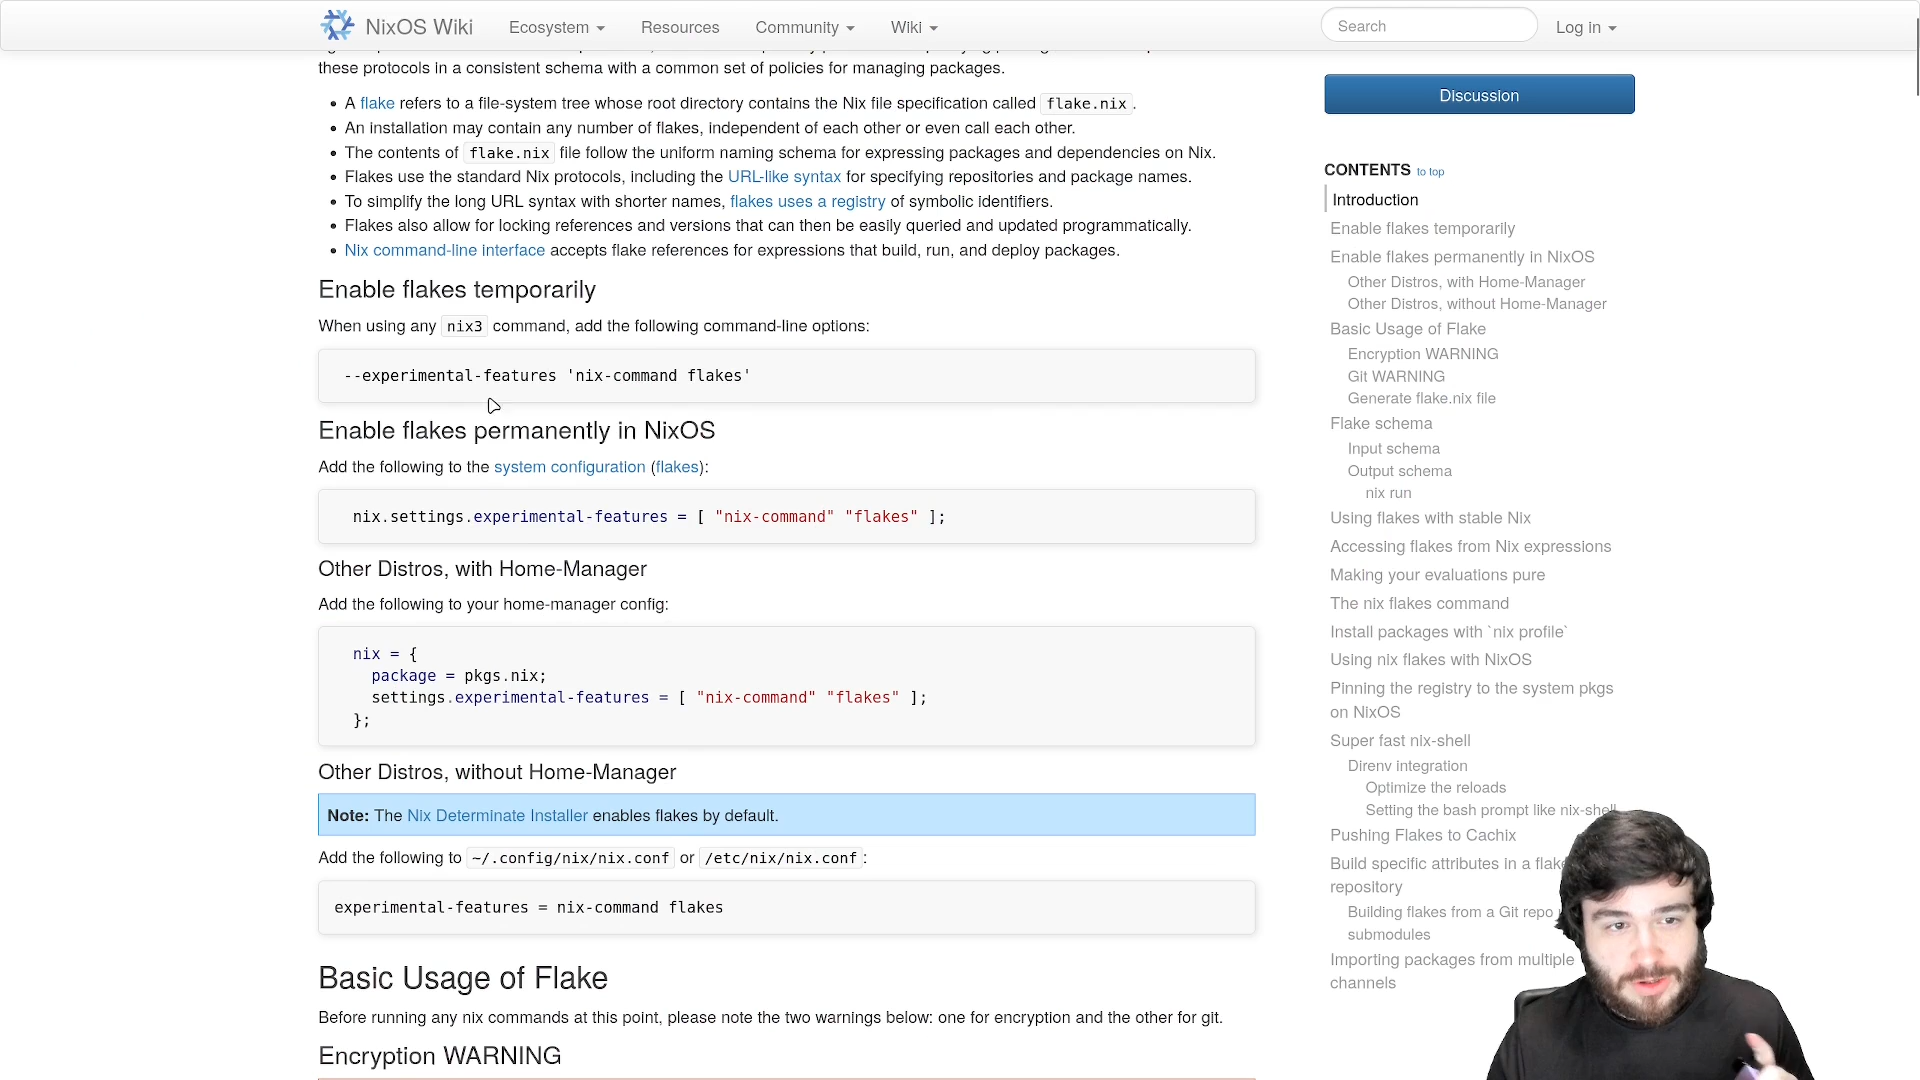 NixOS Wiki
Ecosystem
Resources
Community
Wiki
Search
Log in
these protocols in a consistent schema with a common set of policies for managing packages.
• A flake refers to a file-system tree whose root directory contains the Nix file specification called flake.nix .
• An installation may contain any number of flakes, independent of each other or even call each other.
• The contents of flake.nix file follow the uniform naming schema for expressing packages and dependencies on Nix.
• Flakes use the standard Nix protocols, including the URL-like syntax for specifying repositories and package names.
• To simplify the long URL syntax with shorter names, flakes uses a registry of symbolic identifiers.
• Flakes also allow for locking references and versions that can then be easily queried and updated programmatically.
• Nix command-line interface accepts flake references for expressions that build, run, and deploy packages.
Enable flakes temporarily
When using any nix3 command, add the following command-line options:
--experimental-features 'nix-command flakes'
Enable flakes permanently in NixOS
Add the following to the system configuration (flakes):
nix.settings.experimental-features = [ "nix-command" "flakes" ];
Other Distros, with Home-Manager
Add the following to your home-manager config:
nix = {
  package = pkgs.nix;
  settings.experimental-features = [ "nix-command" "flakes" ];
};
Other Distros, without Home-Manager
Note: The Nix Determinate Installer enables flakes by default.
Add the following to ~/.config/nix/nix.conf or /etc/nix/nix.conf :
experimental-features = nix-command flakes
Basic Usage of Flake
Before running any nix commands at this point, please note the two warnings below: one for encryption and the other for git.
Encryption WARNING
Discussion
CONTENTS to top
Introduction
Enable flakes temporarily
Enable flakes permanently in NixOS
Other Distros, with Home-Manager
Other Distros, without Home-Manager
Basic Usage of Flake
Encryption WARNING
Git WARNING
Generate flake.nix file
Flake schema
Input schema
Output schema
nix run
Using flakes with stable Nix
Accessing flakes from Nix expressions
Making your evaluations pure
The nix flakes command
Install packages with `nix profile`
Using nix flakes with NixOS
Pinning the registry to the system pkgs
on NixOS
Super fast nix-shell
Direnv integration
Optimize the reloads
Setting the bash prompt like nix-shell
Pushing Flakes to Cachix
Build specific attributes in a flake
repository
Building flakes from a Git repo
submodules
Importing packages from multiple
channels